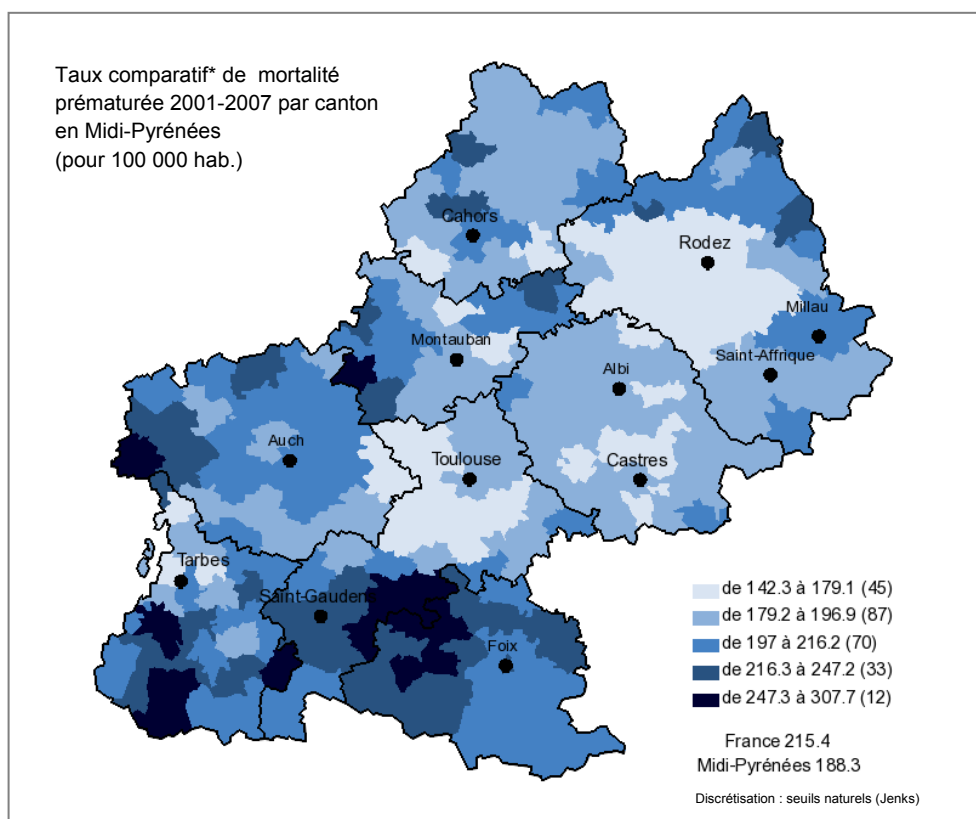 Taux comparatif* de mortalité
prématurée 2001-2007 par canton
en Midi-Pyrénées
(pour 100 000 hab.)
Cahors
Rodez
Millau
Montauban
Saint-Affrique
Albi
Auch
Toulouse
Castres
Tarbes
Saint-Gaudens
Foix
de 142.3 à 179.1 (45)
de 179.2 à 196.9 (87)
de 197 à 216.2 (70)
de 216.3 à 247.2 (33)
de 247.3 à 307.7 (12)
France 215.4
Midi-Pyrénées 188.3
Discrétisation : seuils naturels (Jenks)